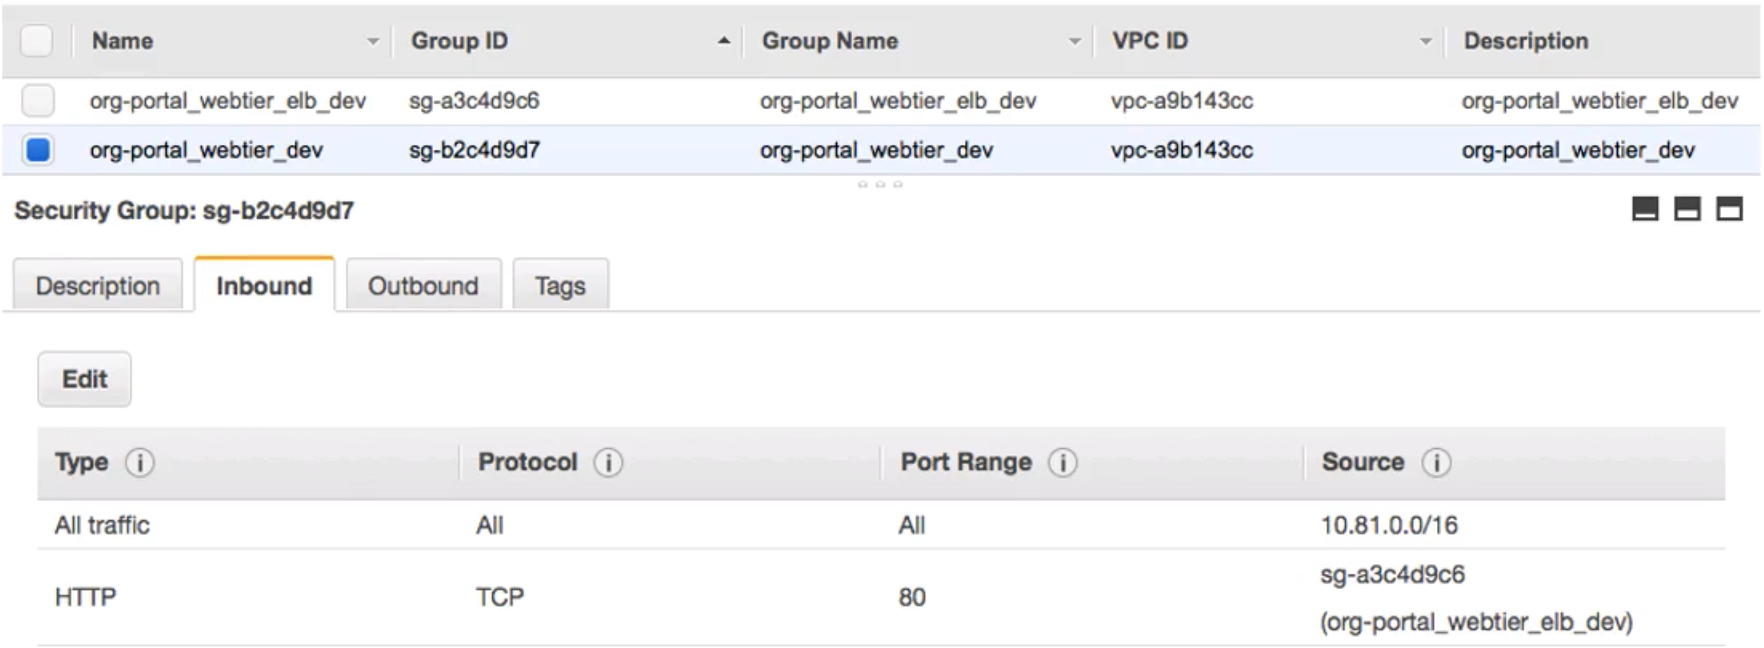 Name Group ID Group Name VPC ID Description
org-portal_webtier_elb_dev sg-a3c4d9c6 org-portal_webtier_elb_dev vpc-a9b143cc org-portal_webtier_elb_dev
org-portal_webtier_dev sg-b2c4d9d7 org-portal_webtier_dev vpc-a9b143cc org-portal_webtier_dev
Security Group: sg-b2c4d9d7
Description Inbound Outbound Tags
Edit
Type i Protocol i Port Range i Source i
All traffic All All 10.81.0.0/16
HTTP TCP 80 sg-a3c4d9c6
(org-portal_webtier_elb_dev)